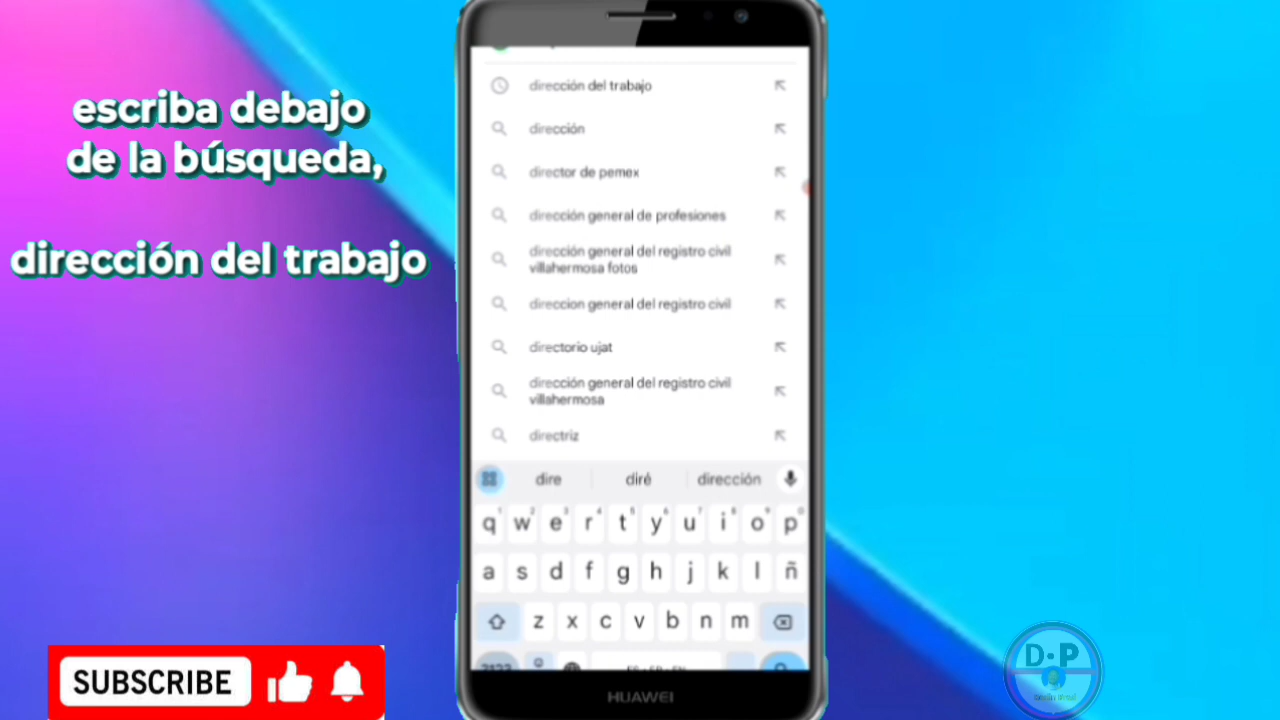 escriba debajo
de la búsqueda,
dirección del trabajo
dirección del trabajo
dirección
director de pemex
dirección general de profesiones
dirección general del registro civil
villahermosa fotos
direccion general del registro civil
directorio ujat
dirección general del registro civil
villahermosa
directriz
dire diré dirección
q w e r t y u i o p
a s d f g h j k l ñ
z x c v b n m
HUAWEI
SUBSCRIBE
D.P